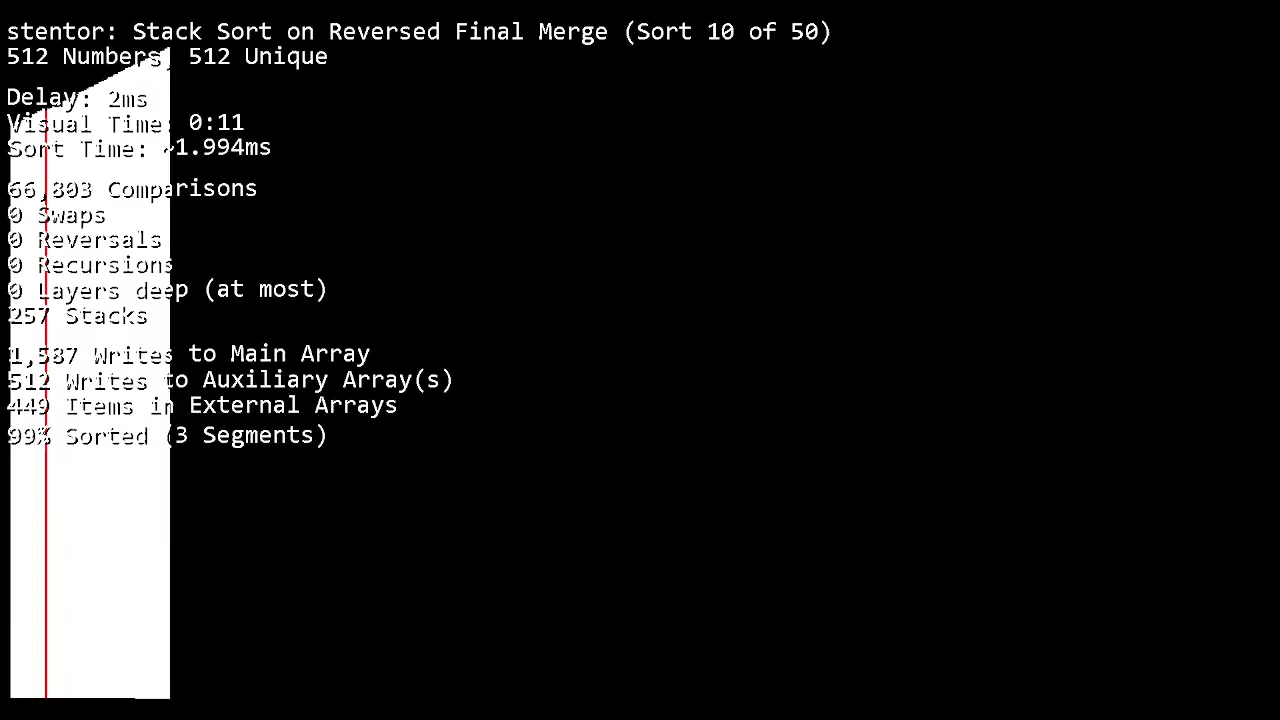 stentor: Stack Sort on Reversed Final Merge (Sort 10 of 50)
512 Numbers, 512 Unique
Delay: 2ms
Visual Time: 0:11
Sort Time: ~1.994ms
66,803 Comparisons
0 Swaps
0 Reversals
0 Recursions
0 Layers deep (at most)
257 Stacks
1,587 Writes to Main Array
512 Writes to Auxiliary Array(s)
449 Items in External Arrays
99% Sorted (3 Segments)